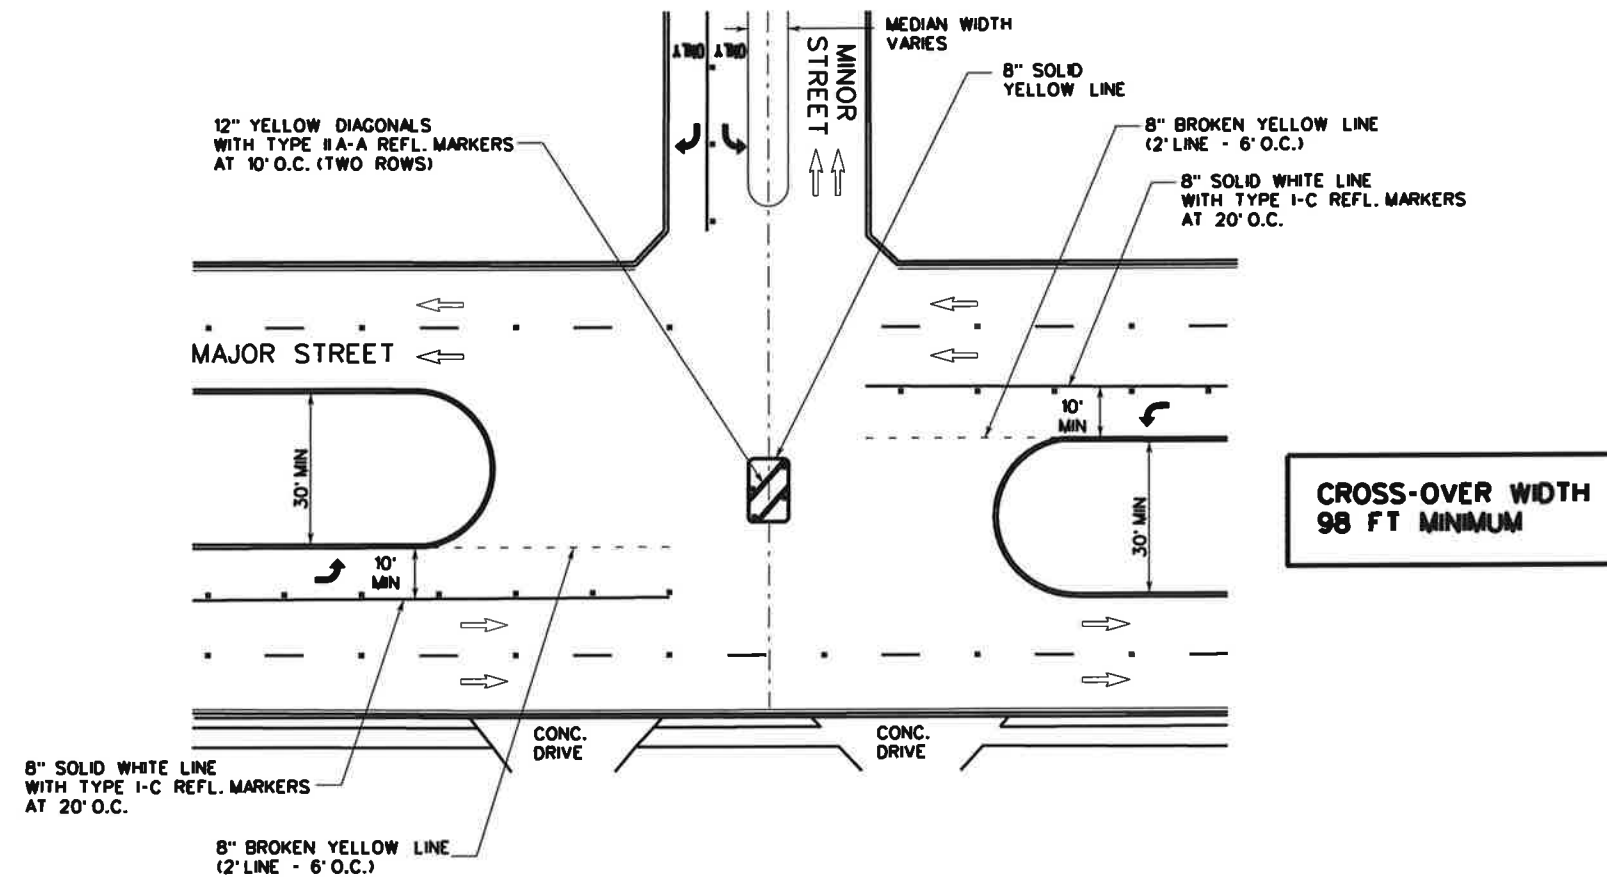 MEDIAN WIDTH
VARIES
ONLY
ONLY
MINOR
STREET
8" SOLID
YELLOW LINE
12" YELLOW DIAGONALS
WITH TYPE II A-A REFL. MARKERS
AT 10' O.C. (TWO ROWS)
8" BROKEN YELLOW LINE
(2' LINE - 6' O.C.)
8" SOLID WHITE LINE
WITH TYPE I-C REFL. MARKERS
AT 20' O.C.
MAJOR STREET
10'
MIN
30' MIN
30' MIN
CROSS-OVER WIDTH
98 FT MINIMUM
10'
MIN
CONC.
DRIVE
CONC.
DRIVE
8" SOLID WHITE LINE
WITH TYPE I-C REFL. MARKERS
AT 20' O.C.
8" BROKEN YELLOW LINE
(2' LINE - 6' O.C.)